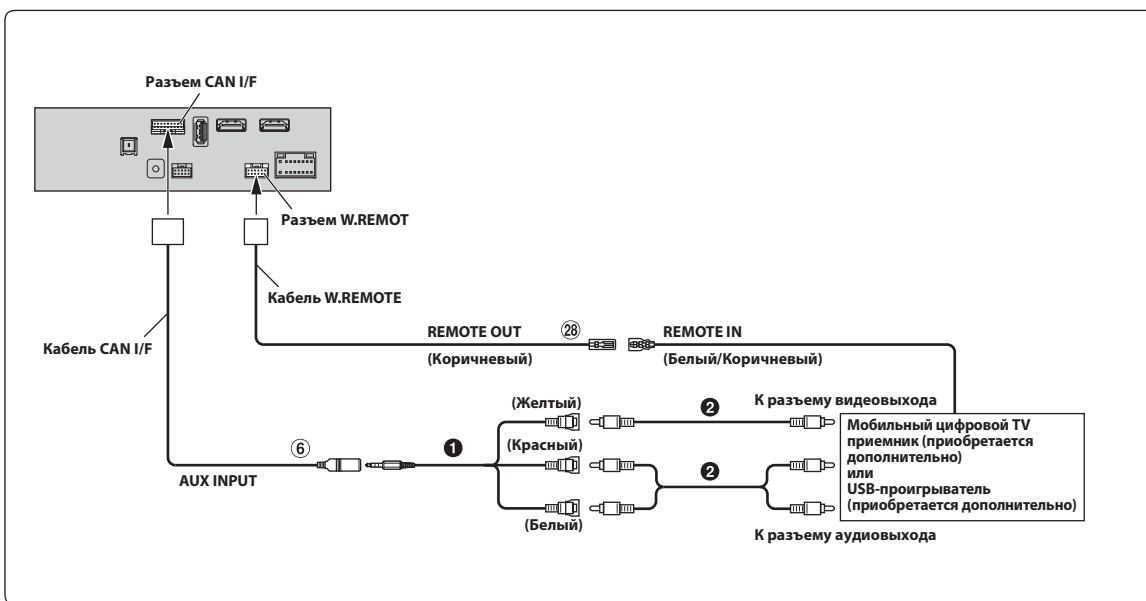 Разъем CAN I/F
Разъем W.REMOT
Кабель W.REMOTE
Кабель CAN I/F
REMOTE OUT
(Коричневый)
㉘
REMOTE IN
(Белый/Коричневый)
(Желтый)
❷
К разъему видеовыхода
Мобильный цифровой TV
приемник (приобретается
дополнительно)
или
USB-проигрыватель
(приобретается дополнительно)
(Красный)
⑥
❶
❷
AUX INPUT
(Белый)
К разъему аудиовыхода